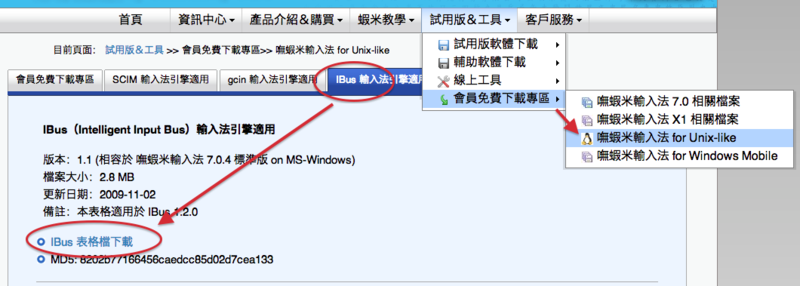 首頁 資訊中心 產品介紹&購買 蝦米教學 試用版&工具 客戶服務
目前頁面： 試用版&工具 >> 會員免費下載專區>> 嘸蝦米輸入法 for Unix-like
試用版軟體下載
輔助軟體下載
線上工具
會員免費下載專區
嘸蝦米輸入法 7.0 相關檔案
嘸蝦米輸入法 X1 相關檔案
嘸蝦米輸入法 for Unix-like
嘸蝦米輸入法 for Windows Mobile
會員免費下載專區 SCIM 輸入法引擎適用 gcin 輸入法引擎適用 IBus 輸入法引擎適用
IBus（Intelligent Input Bus）輸入法引擎適用
版本：1.1 (相容於 嘸蝦米輸入法 7.0.4 標準版 on MS-Windows)
檔案大小：2.8 MB
更新日期：2009-11-02
備註：本表格適用於 IBus 1.2.0
IBus 表格檔下載
MD5: 8202b77166456caedcc85d02d7cea133